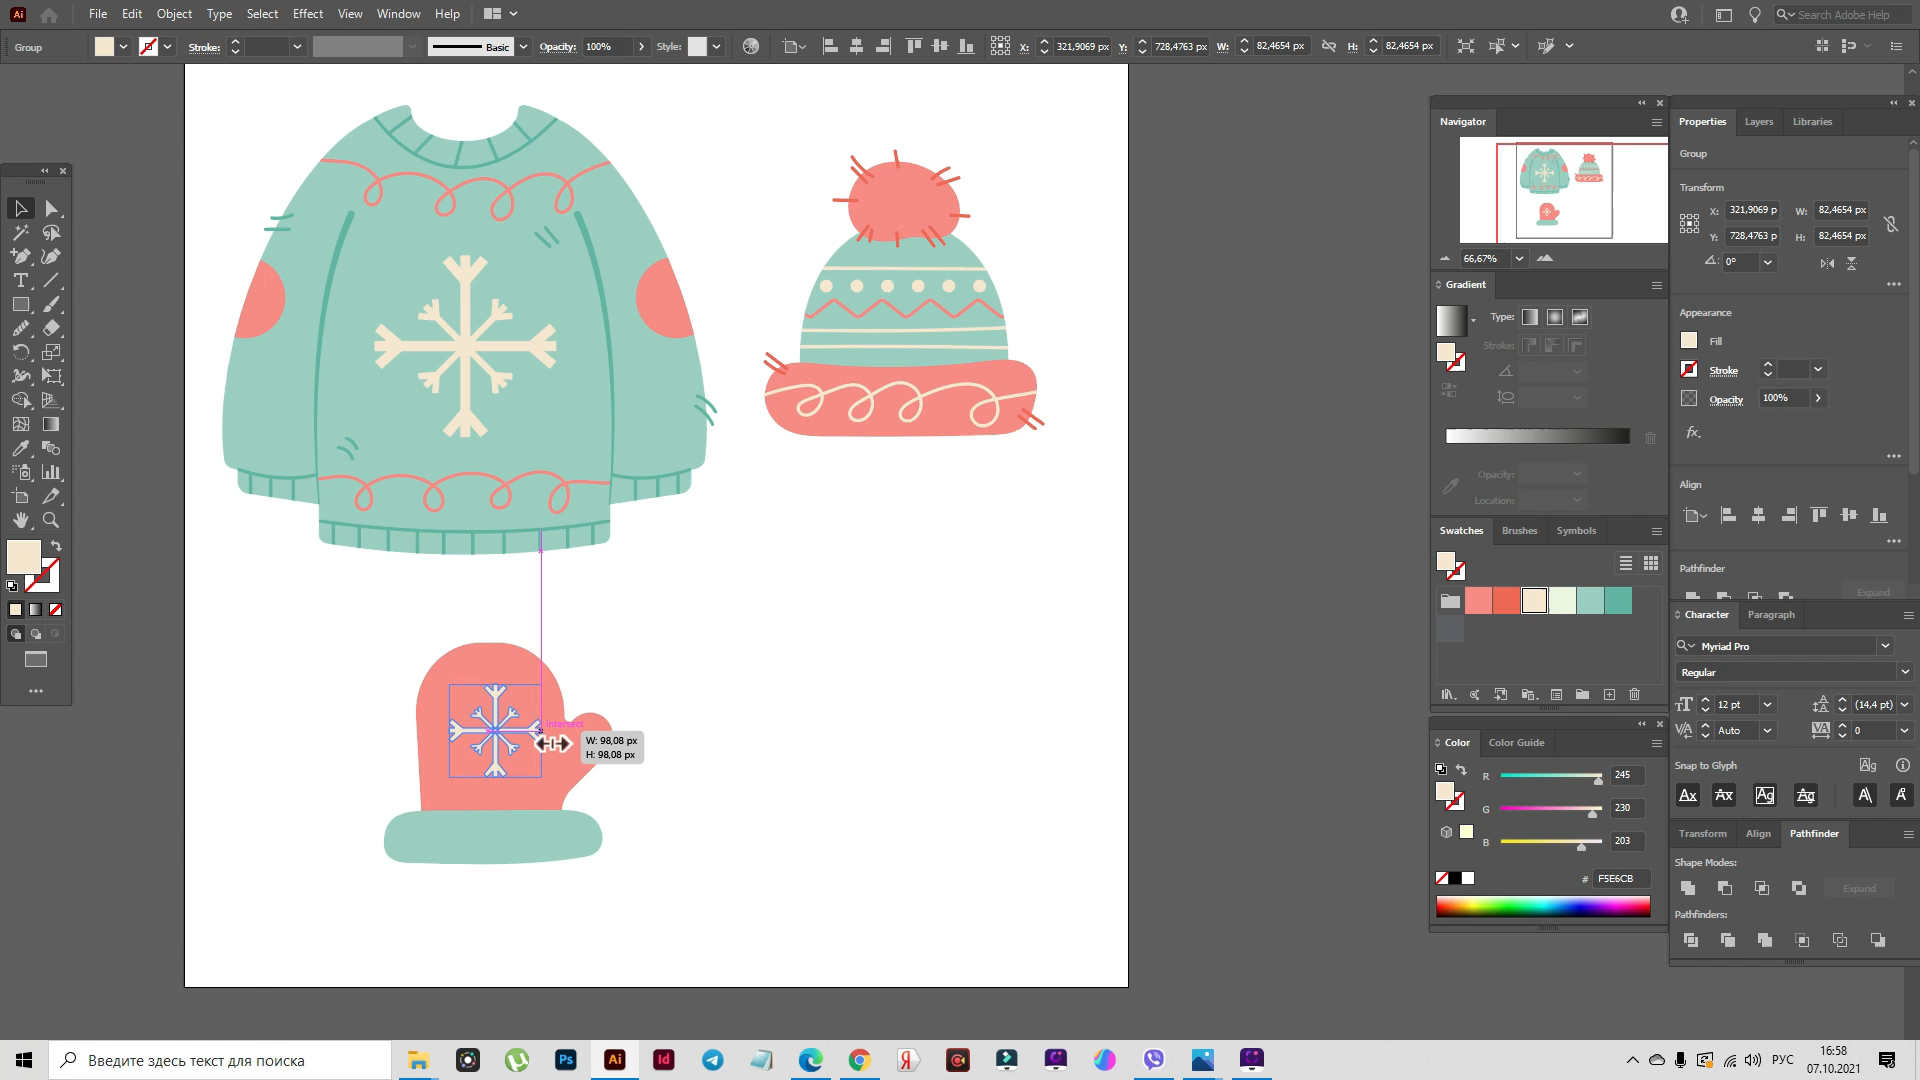 Ai File Edit Object Type Select Effect View Window Help Search Adobe Help
Group Stroke: Basic Opacity: 100% Style: X: 321,9069 px Y: 728,4763 px W: 82,4654 px H: 82,4654 px
Navigator
66,67%
Gradient
Type:
Stroke:
Opacity:
Location:
Swatches Brushes Symbols
Color Color Guide
R 245
G 230
B 203
# F5E6CB
Properties Layers Libraries
Group
Transform
X: 321,9069 p W: 82,4654 px
Y: 728,4763 p H: 82,4654 px
0°
Appearance
Fill
Stroke
Opacity 100%
fx.
Align
Pathfinder
Expand
Character Paragraph
Myriad Pro
Regular
12 pt (14,4 pt)
Auto 0
Snap to Glyph
Transform Align Pathfinder
Shape Modes:
Expand
Pathfinders:
intersect
W: 98,08 px
H: 98,08 px
Введите здесь текст для поиска
Ps Ai Id
РУС
16:58
07.10.2021